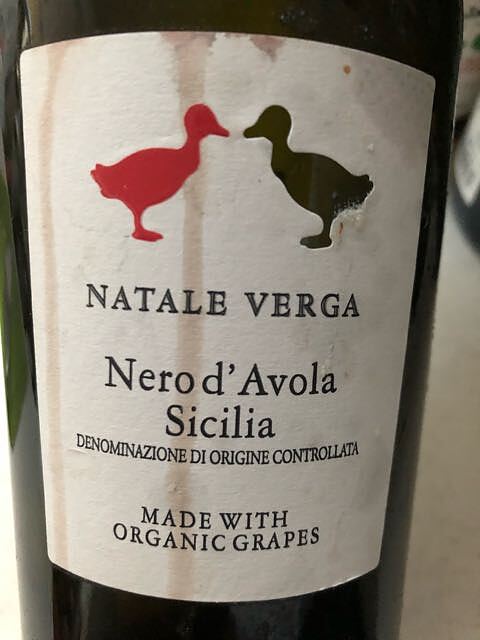 NATALE VERGA
Nero d'Avola
Sicilia
DENOMINAZIONE DI ORIGINE CONTROLLATA
MADE WITH
ORGANIC GRAPES